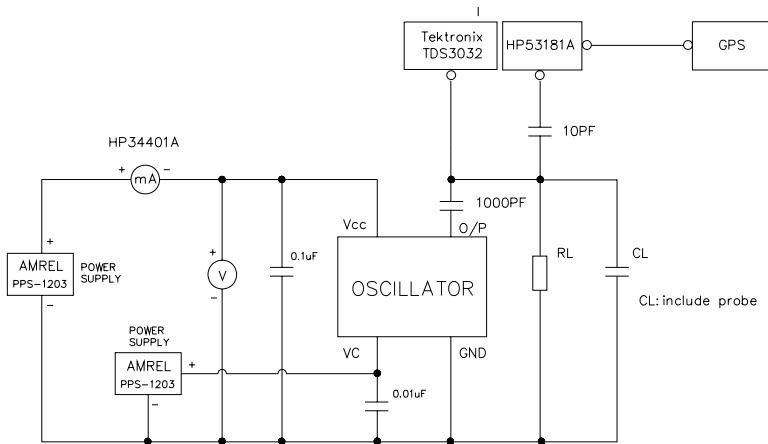 Tektronix
TDS3032
HP53181A
GPS
10PF
HP34401A
+ mA -
1000PF
Vcc
O/P
+
AMREL
PPS-1203
-
POWER
SUPPLY
+
V
-
0.1uF
OSCILLATOR
RL
CL
CL:include probe
POWER
SUPPLY
AMREL
PPS-1203
+
-
VC
GND
0.01uF